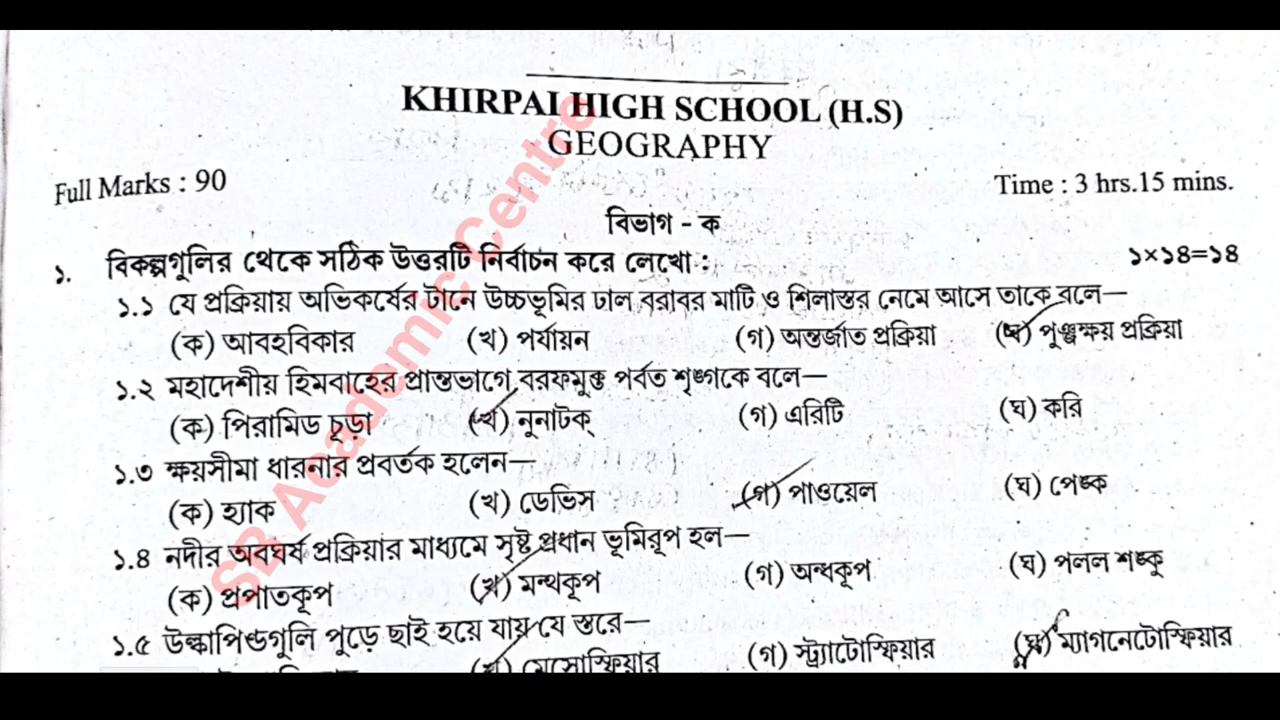 KHIRPAI HIGH SCHOOL (H.S)
GEOGRAPHY
Full Marks : 90 Time : 3 hrs.15 mins.
বিভাগ - ক
১. বিকল্পগুলির থেকে সঠিক উত্তরটি নির্বাচন করে লেখো : ১×১৪=১৪
১.১ যে প্রক্রিয়ায় অভিকর্ষের টানে উচ্চভূমির ঢাল বরাবর মাটি ও শিলাস্তর নেমে আসে তাকে বলে—
(ক) আবহবিকার (খ) পর্যায়ন (গ) অন্তর্জাত প্রক্রিয়া (ঘ) পুঞ্জক্ষয় প্রক্রিয়া
১.২ মহাদেশীয় হিমবাহের প্রান্তভাগে বরফমুক্ত পর্বত শৃঙ্গকে বলে—
(ক) পিরামিড চূড়া (খ) নুনাটক্ (গ) এরিটি (ঘ) করি
১.৩ ক্ষয়সীমা ধারনার প্রবর্তক হলেন—
(ক) হ্যাক (খ) ডেভিস (গ) পাওয়েল (ঘ) পেঙ্ক
১.৪ নদীর অবঘর্ষ প্রক্রিয়ার মাধ্যমে সৃষ্ট প্রধান ভূমিরূপ হল—
(ক) প্রপাতকূপ (খ) মন্থকূপ (গ) অন্ধকূপ (ঘ) পলল শঙ্কু
১.৫ উল্কাপিণ্ডগুলি পুড়ে ছাই হয়ে যায় যে স্তরে—
(খ) মেসোস্ফিয়ার (গ) স্ট্র্যাটোস্ফিয়ার (ঘ) ম্যাগনেটোস্ফিয়ার
SB Academic Centre